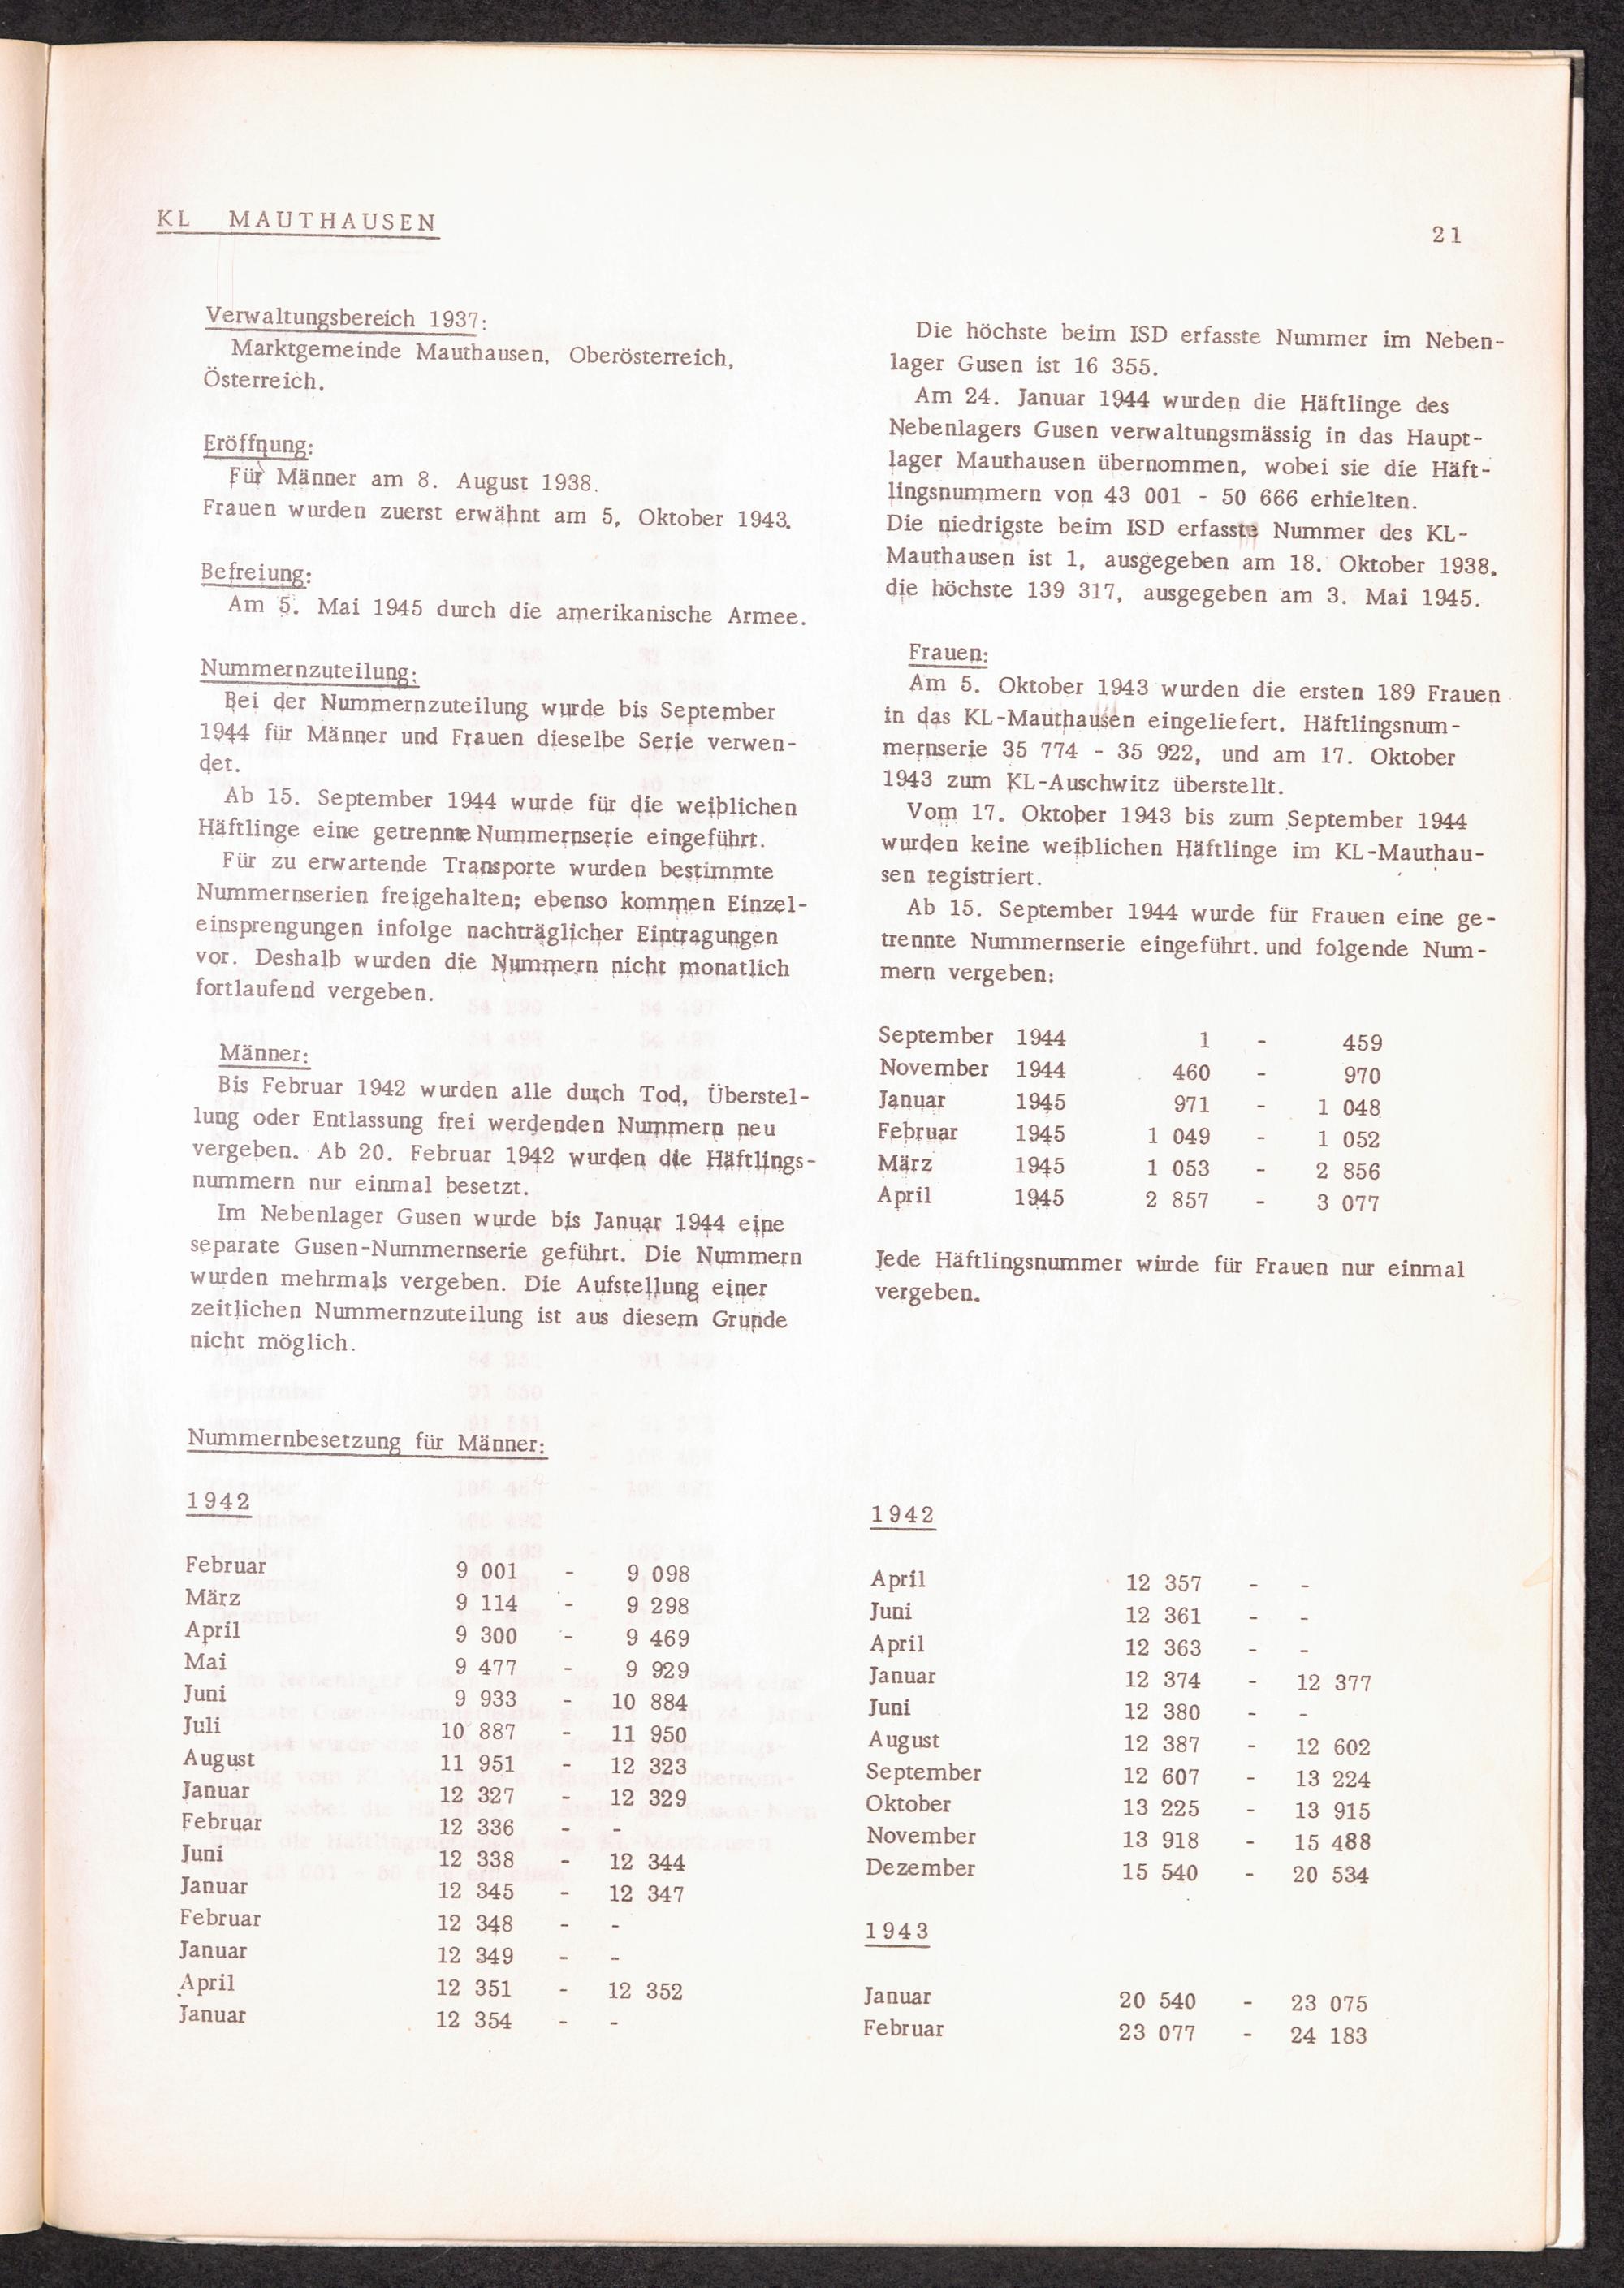 KL MAUTHAUSEN
21
Verwaltungsbereich 1937:
Marktgemeinde Mauthausen, Oberösterreich,
Österreich.
Eröffnung:
Für Männer am 8. August 1938.
Frauen wurden zuerst erwähnt am 5, Oktober 1943.
Befreiung:
Am 5. Mai 1945 durch die amerikanische Armee.
Nummernzuteilung:
Bei der Nummernzuteilung wurde bis September
1944 für Männer und Frauen dieselbe Serie verwen-
det.
Ab 15. September 1944 wurde für die weiblichen
Häftlinge eine getrennte Nummernserie eingeführt.
Für zu erwartende Transporte wurden bestimmte
Nummernserien freigehalten; ebenso kommen Einzel-
einsprengungen infolge nachträglicher Eintragungen
vor. Deshalb wurden die Nummern nicht monatlich
fortlaufend vergeben.
Männer:
Bis Februar 1942 wurden alle durch Tod, Überstel-
lung oder Entlassung frei werdenden Nummern neu
vergeben. Ab 20. Februar 1942 wurden die Häftlings-
nummern nur einmal besetzt.
Im Nebenlager Gusen wurde bis Januar 1944 eine
separate Gusen-Nummernserie geführt. Die Nummern
wurden mehrmals vergeben. Die Aufstellung einer
zeitlichen Nummernzuteilung ist aus diesem Grunde
nicht möglich.
Die höchste beim ISD erfasste Nummer im Neben-
lager Gusen ist 16 355.
Am 24. Januar 1944 wurden die Häftlinge des
Nebenlagers Gusen verwaltungsmässig in das Haupt-
lager Mauthausen übernommen, wobei sie die Häft-
lingsnummern von 43 001 - 50 666 erhielten.
Die niedrigste beim ISD erfasste Nummer des KL-
Mauthausen ist 1, ausgegeben am 18. Oktober 1938,
die höchste 139 317, ausgegeben am 3. Mai 1945.
Frauen:
Am 5. Oktober 1943 wurden die ersten 189 Frauen
in das KL-Mauthausen eingeliefert. Häftlingsnum-
mernserie 35 774 - 35 922, und am 17. Oktober
1943 zum KL-Auschwitz überstellt.
Vom 17. Oktober 1943 bis zum September 1944
wurden keine weiblichen Häftlinge im KL-Mauthau-
sen registriert.
Ab 15. September 1944 wurde für Frauen eine ge-
trennte Nummernserie eingeführt. und folgende Num-
mern vergeben:
September 1944 1 - 459
November 1944 460 - 970
Januar 1945 971 - 1 048
Februar 1945 1 049 - 1 052
März 1945 1 053 - 2 856
April 1945 2 857 - 3 077
Jede Häftlingsnummer wurde für Frauen nur einmal
vergeben.
Nummernbesetzung für Männer:
1942
Februar 9 001 - 9 098
März 9 114 - 9 298
April 9 300 - 9 469
Mai 9 477 - 9 929
Juni 9 933 - 10 884
Juli 10 887 - 11 950
August 11 951 - 12 323
Januar 12 327 - 12 329
Februar 12 336 - -
Juni 12 338 - 12 344
Januar 12 345 - 12 347
Februar 12 348 - -
Januar 12 349 - -
April 12 351 - 12 352
Januar 12 354 - -
1942
April 12 357 - -
Juni 12 361 - -
April 12 363 - -
Januar 12 374 - 12 377
Juni 12 380 - -
August 12 387 - 12 602
September 12 607 - 13 224
Oktober 13 225 - 13 915
November 13 918 - 15 488
Dezember 15 540 - 20 534
1943
Januar 20 540 - 23 075
Februar 23 077 - 24 183